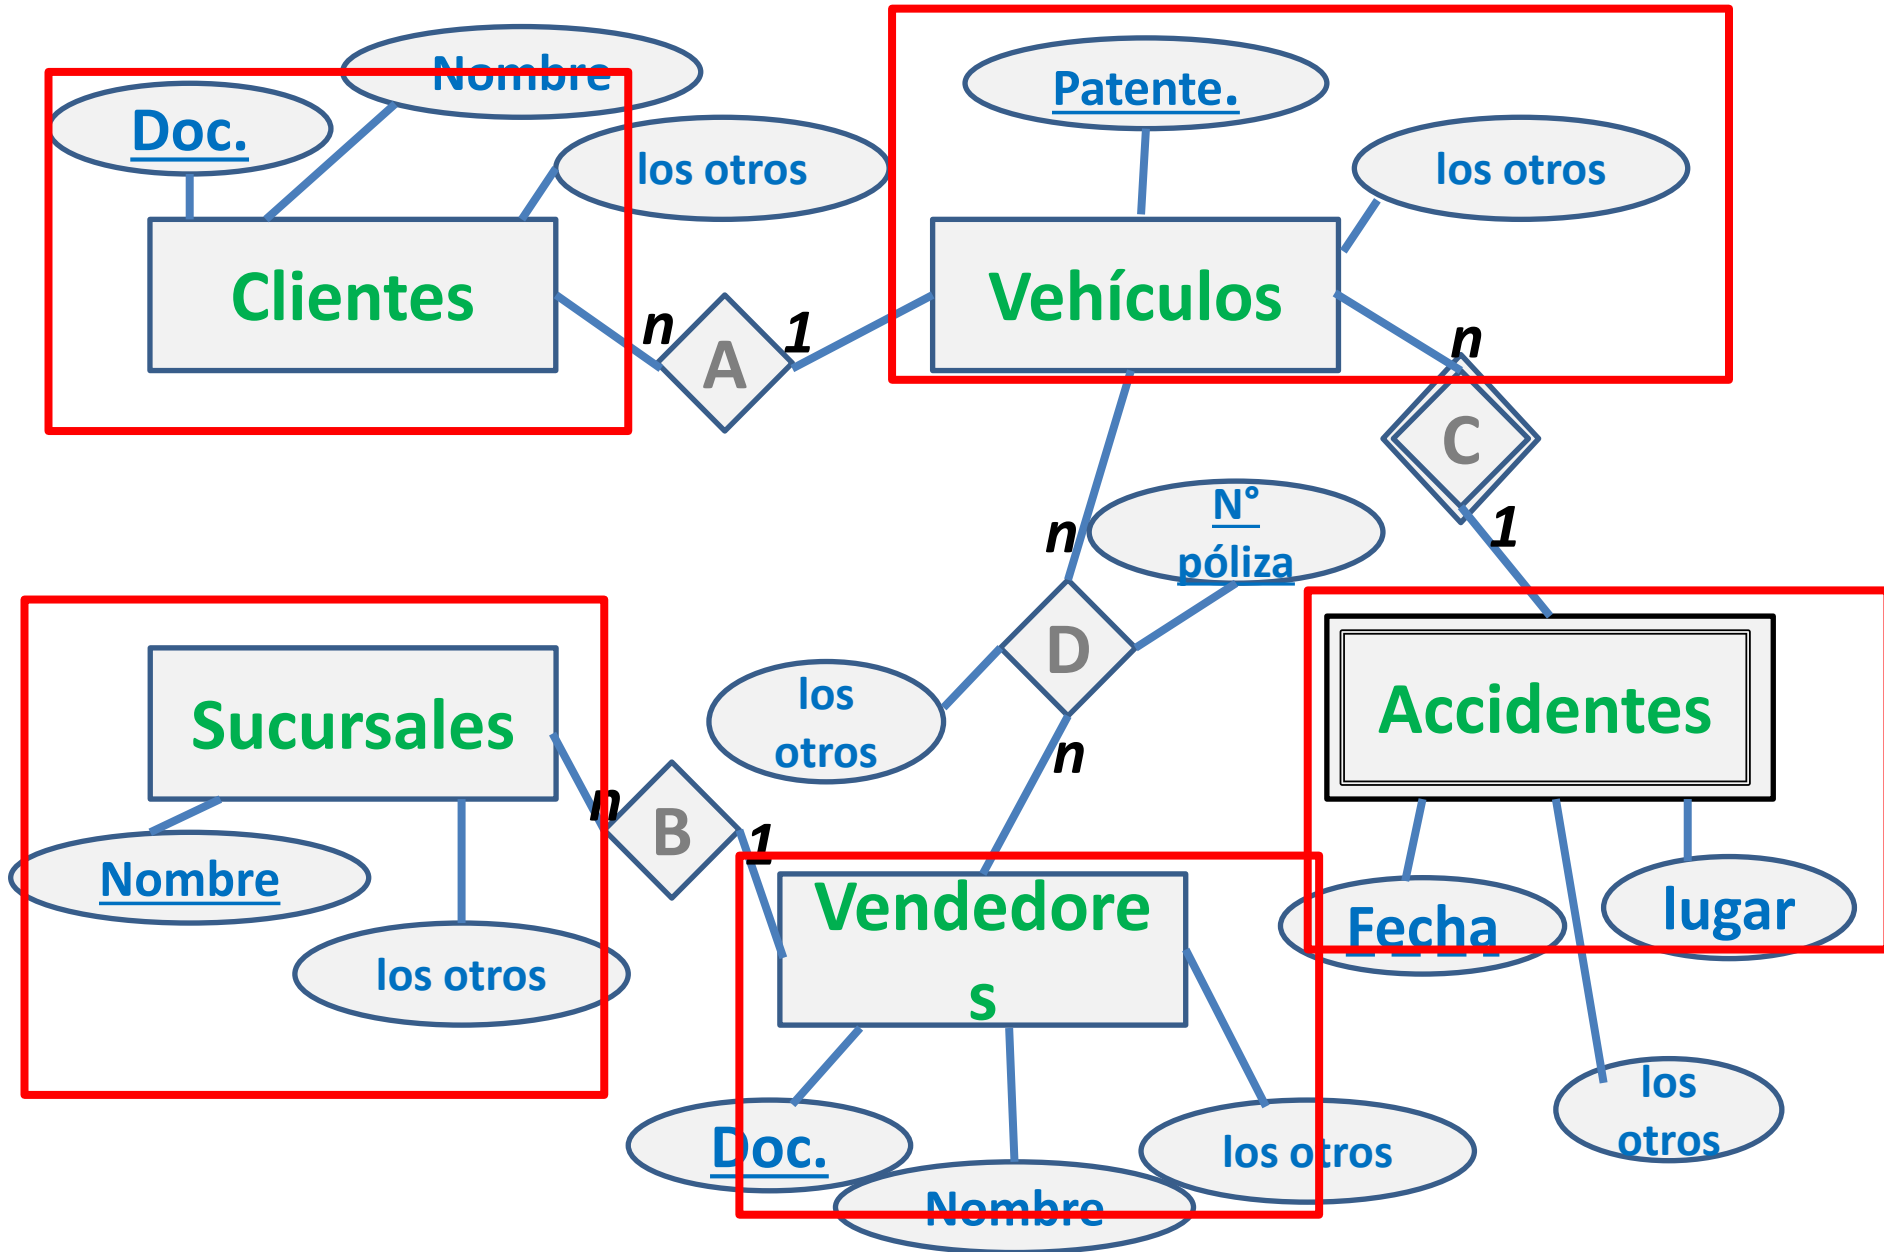 Nombre
Doc.
los otros
Clientes
Patente.
los otros
Vehículos
n
A
1
n
C
1
n
N°
póliza
D
los
otros
n
Sucursales
Nombre
los otros
n
B
1
Accidentes
Fecha
lugar
los
otros
Vendedore
s
Doc.
Nombre
los otros